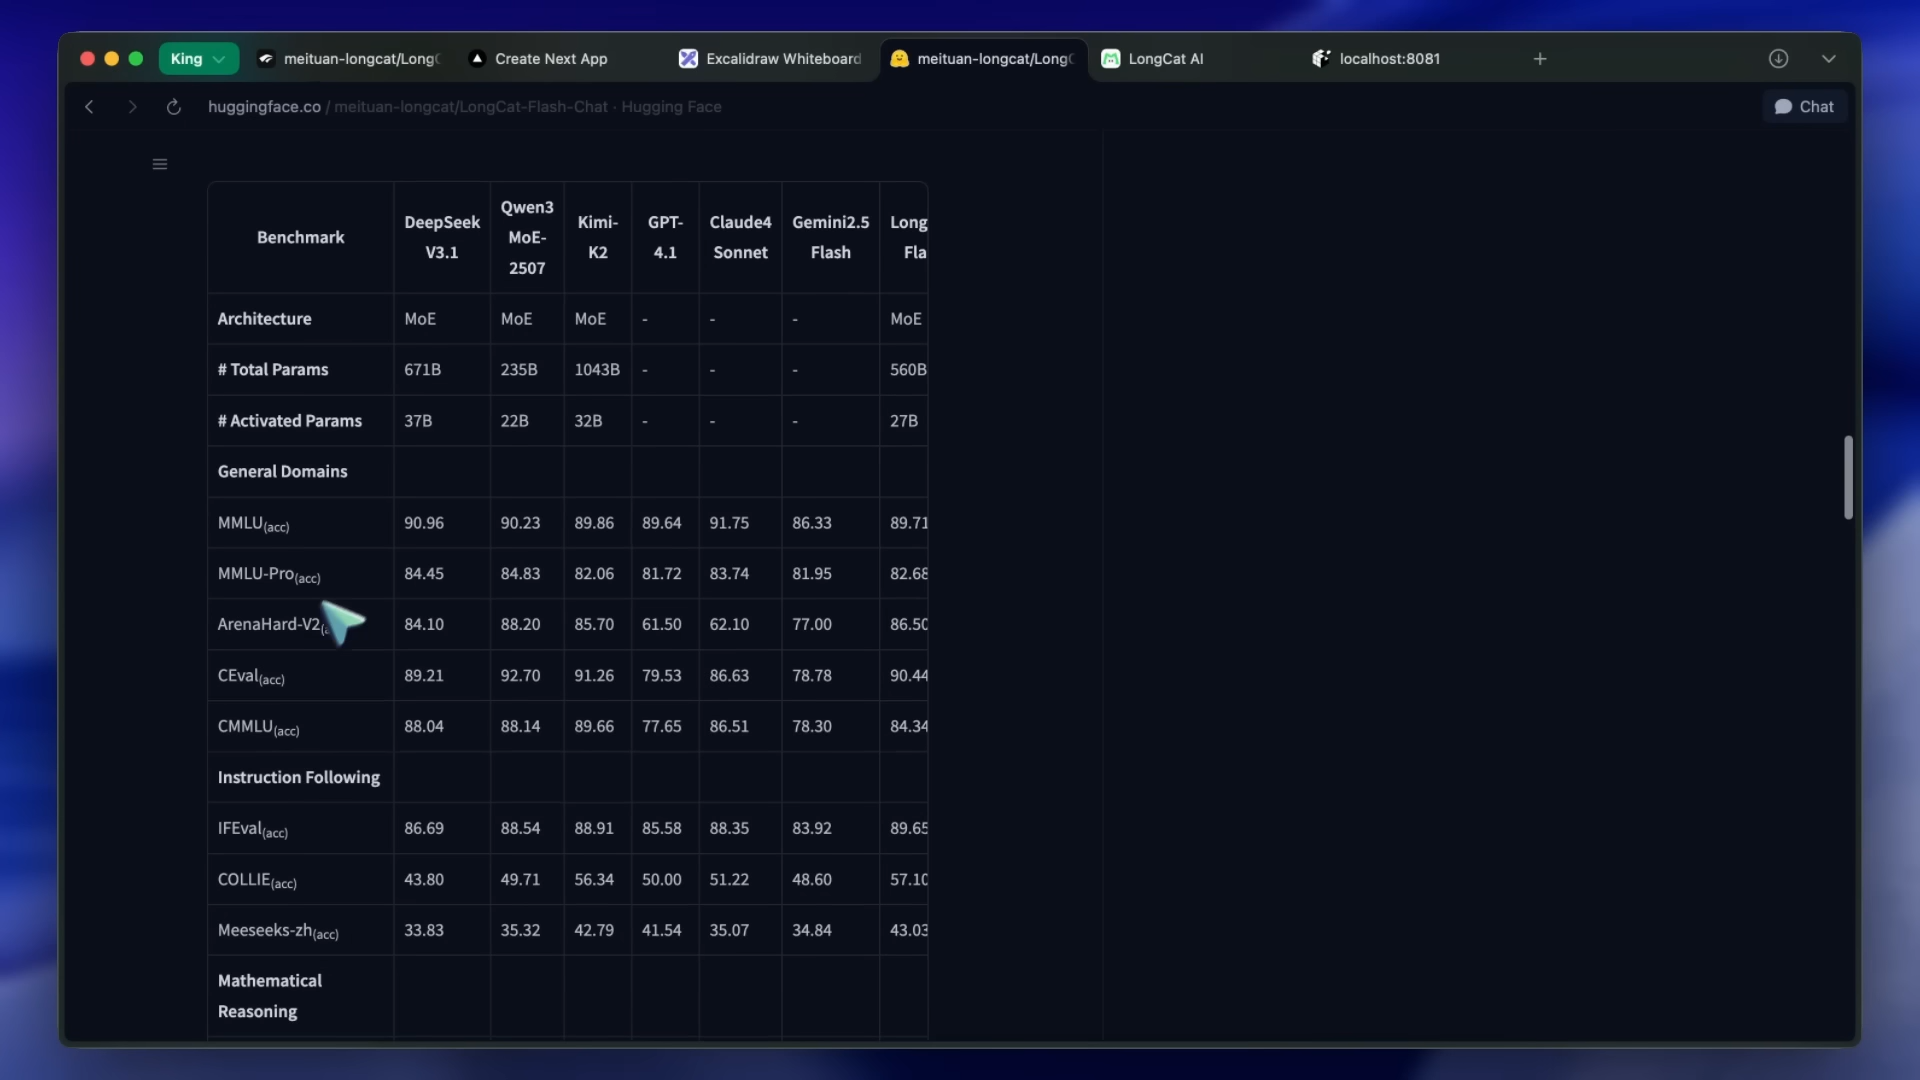 King
meituan-longcat/Long
Create Next App
Excalidraw Whiteboard
meituan-longcat/Long
LongCat AI
localhost:8081
huggingface.co / meituan-longcat/LongCat-Flash-Chat · Hugging Face
Chat
Benchmark DeepSeek V3.1 Qwen3 MoE-2507 Kimi-K2 GPT-4.1 Claude4 Sonnet Gemini2.5 Flash Long Fla
Architecture MoE MoE MoE - - - MoE
# Total Params 671B 235B 1043B - - - 560B
# Activated Params 37B 22B 32B - - - 27B
General Domains
MMLU(acc) 90.96 90.23 89.86 89.64 91.75 86.33 89.71
MMLU-Pro(acc) 84.45 84.83 82.06 81.72 83.74 81.95 82.68
ArenaHard-V2 84.10 88.20 85.70 61.50 62.10 77.00 86.50
CEval(acc) 89.21 92.70 91.26 79.53 86.63 78.78 90.44
CMMLU(acc) 88.04 88.14 89.66 77.65 86.51 78.30 84.34
Instruction Following
IFEval(acc) 86.69 88.54 88.91 85.58 88.35 83.92 89.65
COLLIE(acc) 43.80 49.71 56.34 50.00 51.22 48.60 57.10
Meeseeks-zh(acc) 33.83 35.32 42.79 41.54 35.07 34.84 43.03
Mathematical
Reasoning